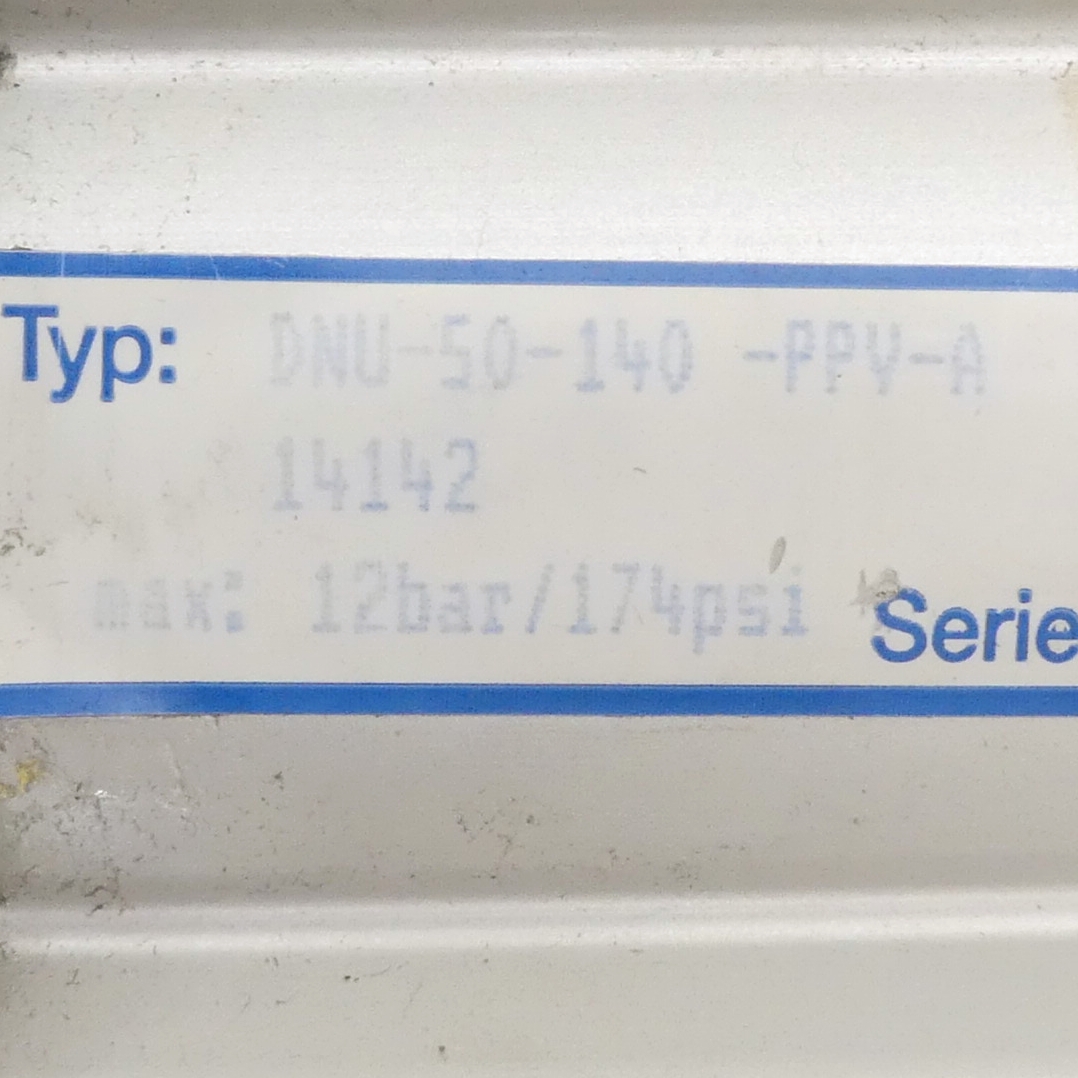 Typ: DNU-50-140 -PPV-A
14142
max: 12bar/174psi Serie